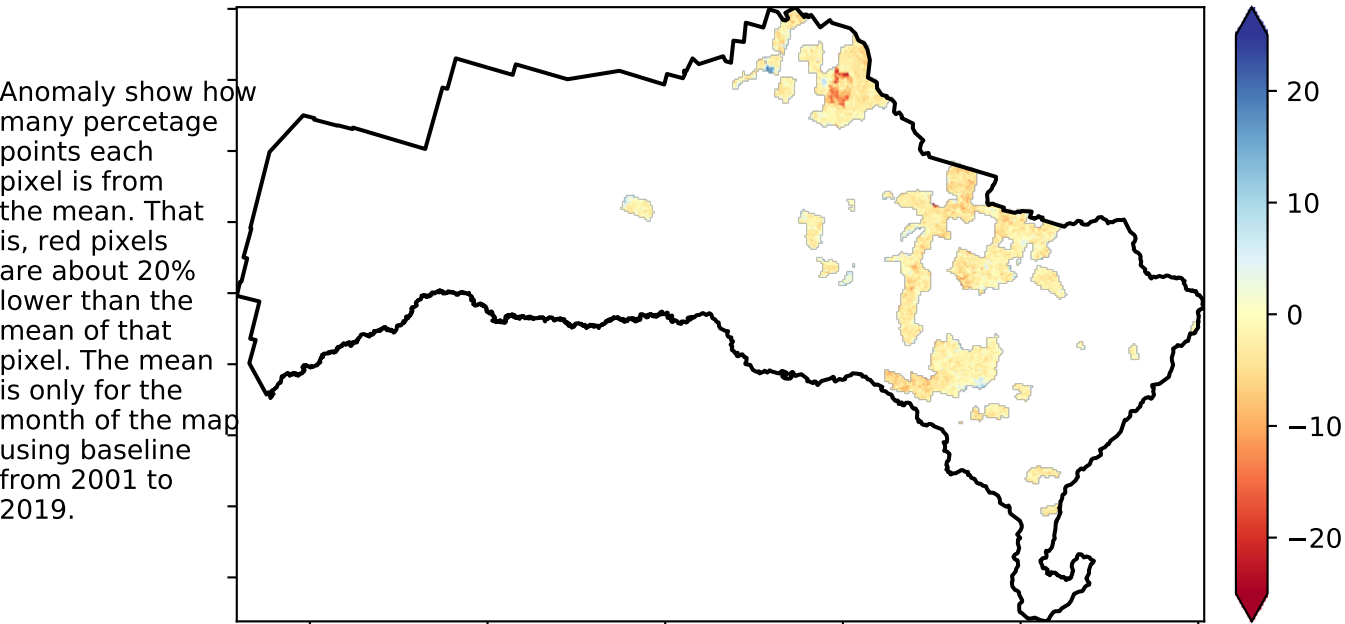 Anomaly show how
many percetage
points each
pixel is from
the mean. That
is, red pixels
are about 20%
lower than the
mean of that
pixel. The mean
is only for the
month of the map
using baseline
from 2001 to
2019.
20
10
0
−10
−20